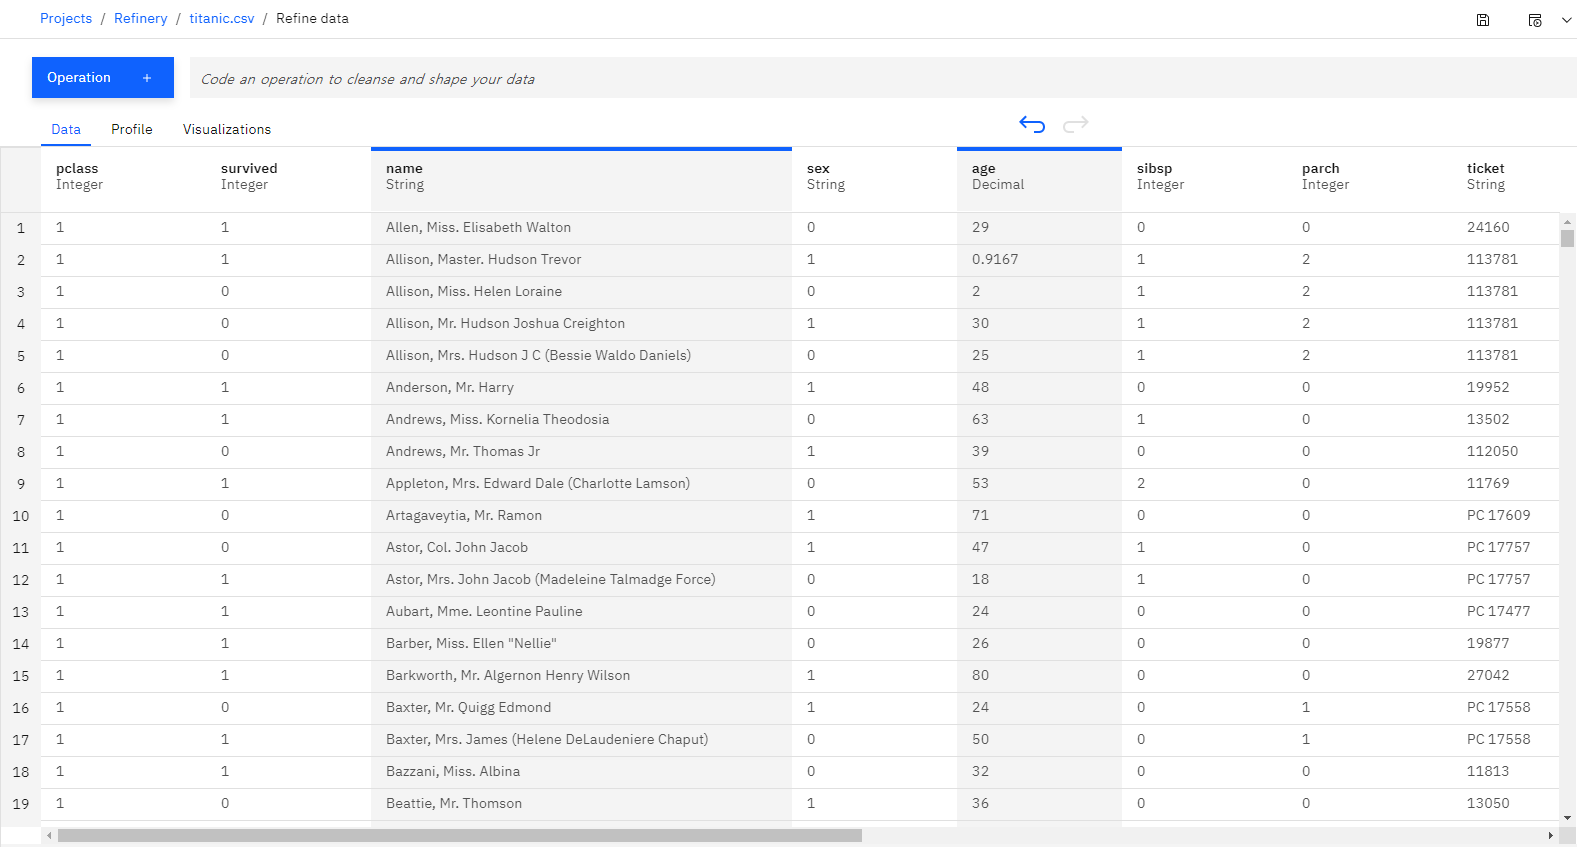 Projects / Refinery / titanic.csv / Refine data
Operation + Code an operation to cleanse and shape your data
Data Profile Visualizations
pclass survived name sex age sibsp parch ticket
Integer Integer String String Decimal Integer Integer String
1 1 1 Allen, Miss. Elisabeth Walton 0 29 0 0 24160
2 1 1 Allison, Master. Hudson Trevor 1 0.9167 1 2 113781
3 1 0 Allison, Miss. Helen Loraine 0 2 1 2 113781
4 1 0 Allison, Mr. Hudson Joshua Creighton 1 30 1 2 113781
5 1 0 Allison, Mrs. Hudson J C (Bessie Waldo Daniels) 0 25 1 2 113781
6 1 1 Anderson, Mr. Harry 1 48 0 0 19952
7 1 1 Andrews, Miss. Kornelia Theodosia 0 63 1 0 13502
8 1 0 Andrews, Mr. Thomas Jr 1 39 0 0 112050
9 1 1 Appleton, Mrs. Edward Dale (Charlotte Lamson) 0 53 2 0 11769
10 1 0 Artagaveytia, Mr. Ramon 1 71 0 0 PC 17609
11 1 0 Astor, Col. John Jacob 1 47 1 0 PC 17757
12 1 1 Astor, Mrs. John Jacob (Madeleine Talmadge Force) 0 18 1 0 PC 17757
13 1 1 Aubart, Mme. Leontine Pauline 0 24 0 0 PC 17477
14 1 1 Barber, Miss. Ellen "Nellie" 0 26 0 0 19877
15 1 1 Barkworth, Mr. Algernon Henry Wilson 1 80 0 0 27042
16 1 0 Baxter, Mr. Quigg Edmond 1 24 0 1 PC 17558
17 1 1 Baxter, Mrs. James (Helene DeLaudeniere Chaput) 0 50 0 1 PC 17558
18 1 1 Bazzani, Miss. Albina 0 32 0 0 11813
19 1 0 Beattie, Mr. Thomson 1 36 0 0 13050